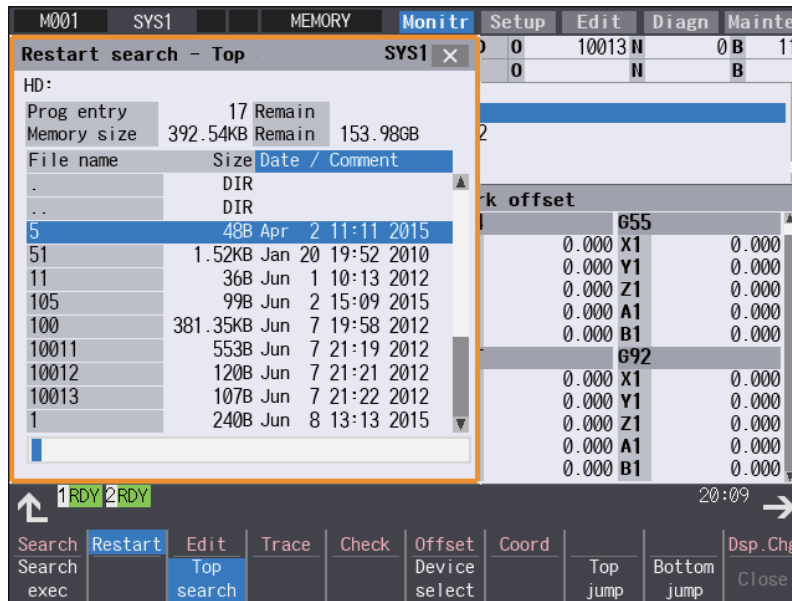 M001 SYS1 MEMORY Monitr Setup Edit Diagn Mainte
Restart search - Top SYS1 ×
O 10013 N 0 B 1
O N B
HD:
Prog entry 17 Remain
Memory size 392.54KB Remain 153.98GB
2
File name Size Date / Comment
. DIR
.. DIR
rk offset
5 48B Apr 2 11:11 2015
G55
51 1.52KB Jan 20 19:52 2010
0.000 X1 0.000
11 36B Jun 1 10:13 2012
0.000 Y1 0.000
105 99B Jun 2 15:09 2015
0.000 Z1 0.000
100 381.35KB Jun 7 19:58 2012
0.000 A1 0.000
0.000 B1 0.000
10011 553B Jun 7 21:19 2012
G92
10012 120B Jun 7 21:21 2012
0.000 X1 0.000
10013 107B Jun 7 21:22 2012
0.000 Y1 0.000
1 240B Jun 8 13:13 2015
0.000 Z1 0.000
0.000 A1 0.000
0.000 B1 0.000
1 RDY 2 RDY 20:09
Search Restart Edit Trace Check Offset Coord Dsp.Chg
Search Top Device Top Bottom Close
exec search select jump jump